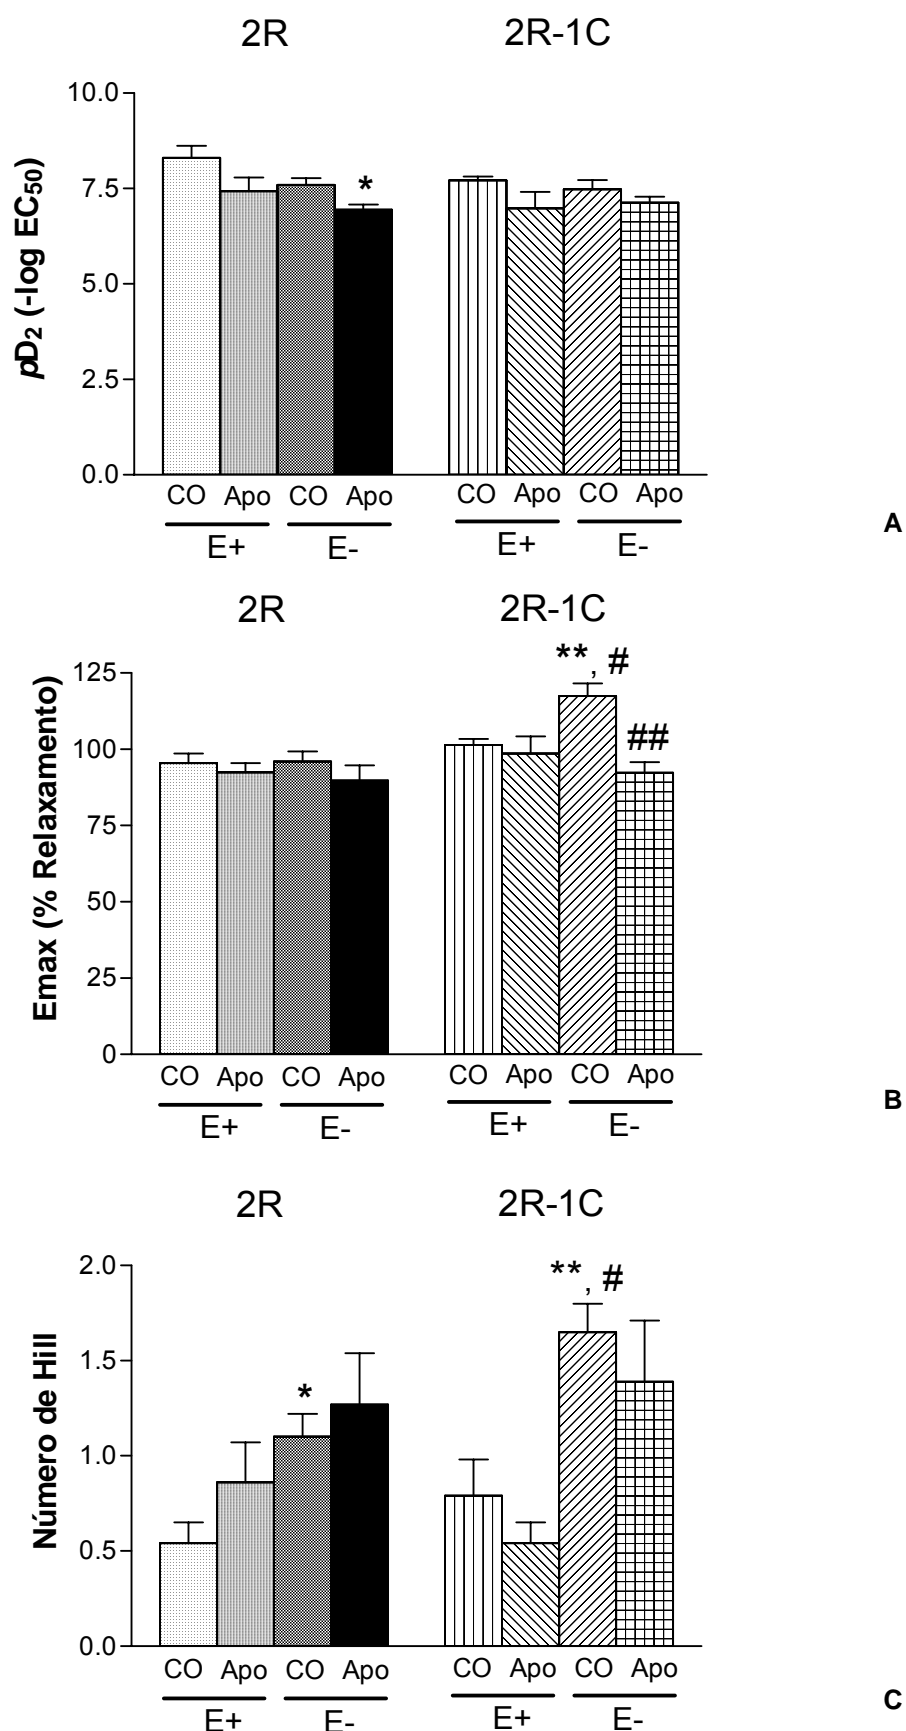 2R 2R-1C
10.0
7.5
5.0
2.5
0.0
pD2 (-log EC50)
*
CO Apo CO Apo CO Apo CO Apo
E+ E- E+ E-
A
2R 2R-1C
125
100
75
50
25
0
Emax (% Relaxamento)
**, #
##
CO Apo CO Apo CO Apo CO Apo
E+ E- E+ E-
B
2R 2R-1C
2.0
1.5
1.0
0.5
0.0
Número de Hill
**, #
*
CO Apo CO Apo CO Apo CO Apo
E+ E- E+ E-
C